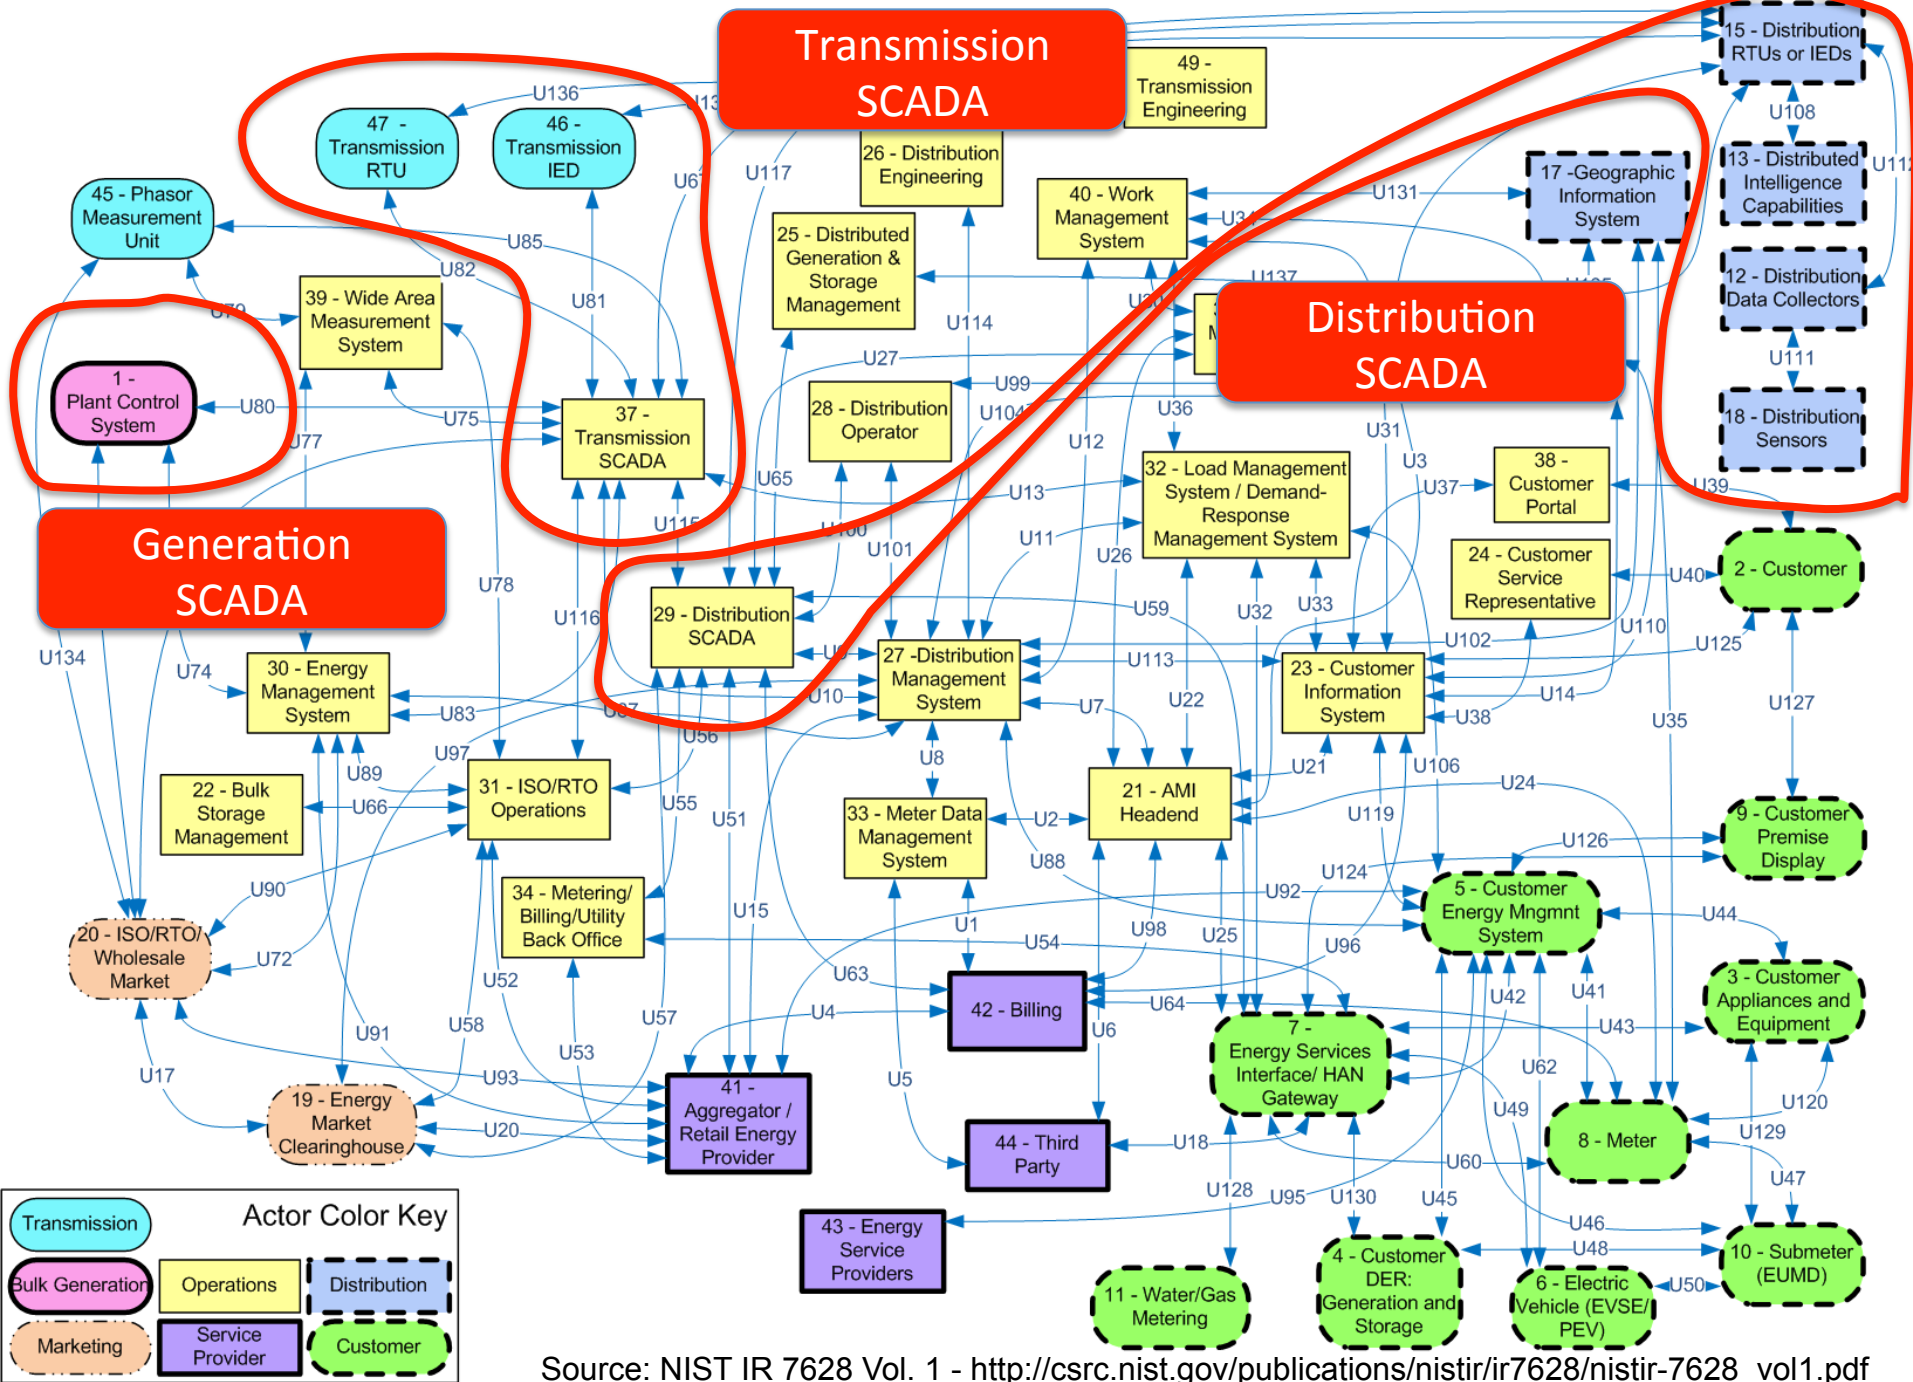 Transmission
SCADA
15 - Distribution
RTUs or IEDs
49 -
Transmission
Engineering
U136
47 -
Transmission
RTU
46 -
Transmission
IED
U108
26 - Distribution
Engineering
13 - Distributed
Intelligence
Capabilities
U117
17 -Geographic
Information
System
40 - Work
Management
System
U131
U34
45 - Phasor
Measurement
Unit
U85
25 - Distributed
Generation &
Storage
Management
U82
U137
12 - Distribution
Data Collectors
39 - Wide Area
Measurement
System
U81
U79
U114
Distribution
SCADA
U27
U111
1 -
Plant Control
System
U80
U75
U77
28 - Distribution
Operator
U99
U104
U36
U12
U31
37 -
Transmission
SCADA
18 - Distribution
Sensors
U65
U13
32 - Load Management
System / Demand-
Response
Management System
U3
U37
38 -
Customer
Portal
U39
U115
U100
U101
U11
U26
Generation
SCADA
24 - Customer
Service
Representative
U40
2 - Customer
U78
U116
29 - Distribution
SCADA
U9
U59
U32
U33
U102
U110
U125
U134
U74
30 - Energy
Management
System
U83
U87
U10
27 -Distribution
Management
System
U113
23 - Customer
Information
System
U14
U38
U35
U127
U97
U56
U7
U22
U8
U21
U106
U89
31 - ISO/RTO
Operations
22 - Bulk
Storage
Management
U66
U55
U51
33 - Meter Data
Management
System
U2
21 - AMI
Headend
U24
U119
U126
9 - Customer
Premise
Display
U88
U124
U90
34 - Metering/
Billing/Utility
Back Office
U15
U1
U98
U25
U92
5 - Customer
Energy Mngmnt
System
U44
20 - ISO/RTO/
Wholesale
Market
U72
U54
U96
U52
U63
42 - Billing
U64
U42
U41
3 - Customer
Appliances and
Equipment
U91
U58
U53
U57
U4
U6
7 -
Energy Services
Interface/ HAN
Gateway
U43
U62
U17
U93
41 -
Aggregator /
Retail Energy
Provider
U5
U49
U120
19 - Energy
Market
Clearinghouse
U20
44 - Third
Party
U18
U60
8 - Meter
U129
U47
U128
U95
U130
U45
Transmission
Actor Color Key
43 - Energy
Service
Providers
U46
U48
10 - Submeter
(EUMD)
Bulk Generation
Operations
Distribution
11 - Water/Gas
Metering
4 - Customer
DER:
Generation and
Storage
6 - Electric
Vehicle (EVSE/
PEV)
U50
Marketing
Service
Provider
Customer
Source: NIST IR 7628 Vol. 1 - http://csrc.nist.gov/publications/nistir/ir7628/nistir-7628_vol1.pdf